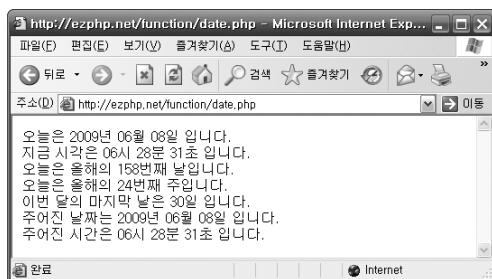 http://ezphp.net/function/date.php - Microsoft Internet Exp...
파일(F) 편집(E) 보기(V) 즐겨찾기(A) 도구(T) 도움말(H)
뒤로 검색 즐겨찾기 »
주소(D) http://ezphp.net/function/date.php 이동
오늘은 2009년 06월 08일 입니다.
지금 시각은 06시 28분 31초 입니다.
오늘은 올해의 158번째 날입니다.
오늘은 올해의 24번째 주입니다.
이번 달의 마지막 날은 30일 입니다.
주어진 날짜는 2009년 06월 08일 입니다.
주어진 시간은 06시 28분 31초 입니다.
완료 Internet